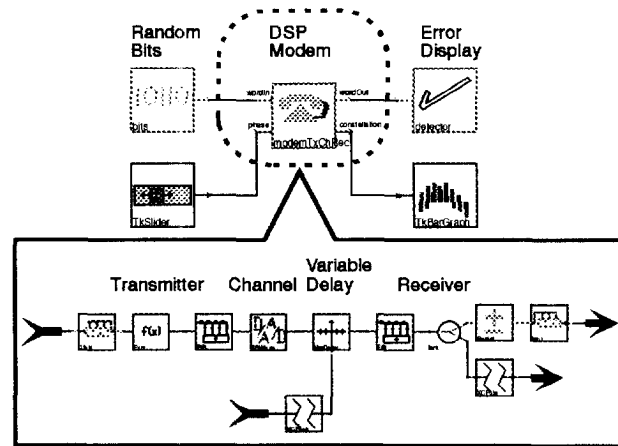 Random
Bits
DSP
Modem
Error
Display
wordIn
wordOut
phase
constellation
bits
modemTxChRec
detector
TkSlider
TkBarGraph
Transmitter
Channel
Variable
Delay
Receiver
f(x)
D/A
A/D